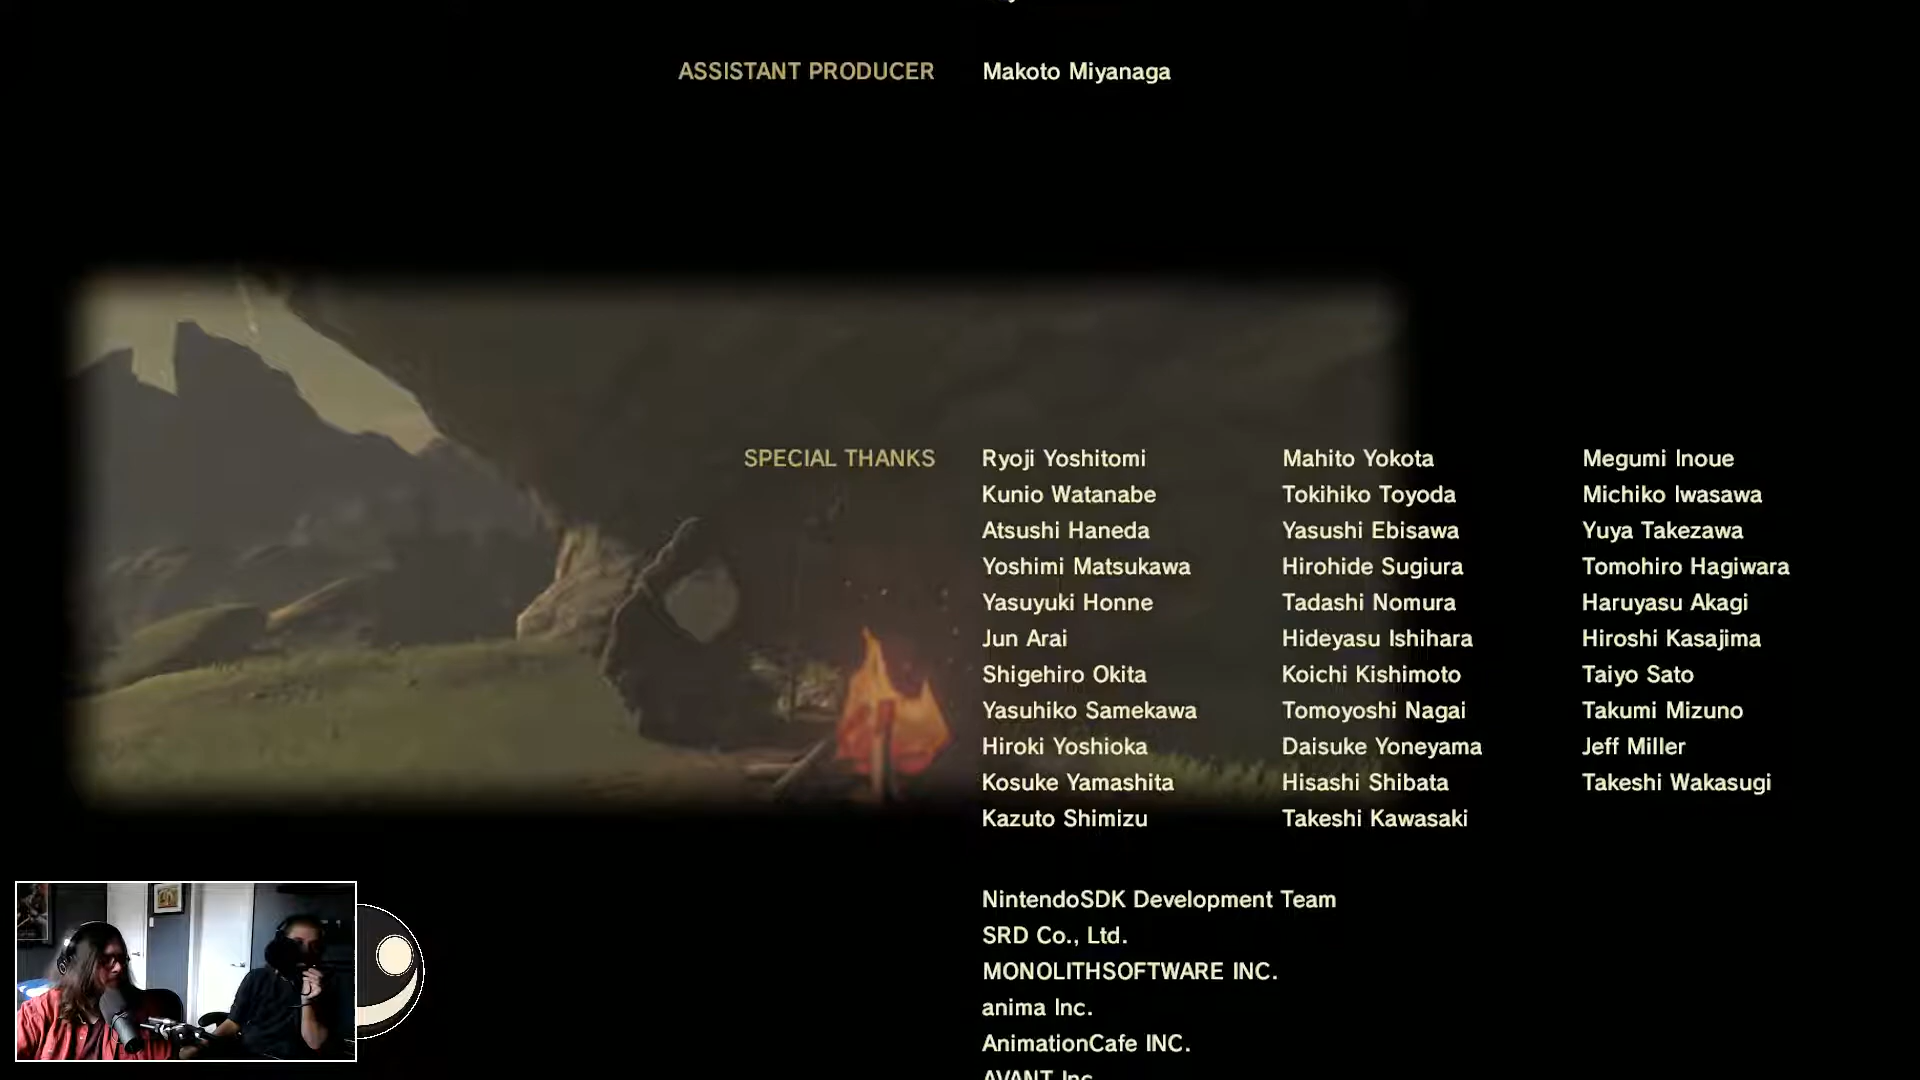 ASSISTANT PRODUCER Makoto Miyanaga
SPECIAL THANKS Ryoji Yoshitomi Mahito Yokota Megumi Inoue
Kunio Watanabe Tokihiko Toyoda Michiko Iwasawa
Atsushi Haneda Yasushi Ebisawa Yuya Takezawa
Yoshimi Matsukawa Hirohide Sugiura Tomohiro Hagiwara
Yasuyuki Honne Tadashi Nomura Haruyasu Akagi
Jun Arai Hideyasu Ishihara Hiroshi Kasajima
Shigehiro Okita Koichi Kishimoto Taiyo Sato
Yasuhiko Samekawa Tomoyoshi Nagai Takumi Mizuno
Hiroki Yoshioka Daisuke Yoneyama Jeff Miller
Kosuke Yamashita Hisashi Shibata Takeshi Wakasugi
Kazuto Shimizu Takeshi Kawasaki
NintendoSDK Development Team
SRD Co., Ltd.
MONOLITHSOFTWARE INC.
anima Inc.
AnimationCafe INC.
AVANT Inc.